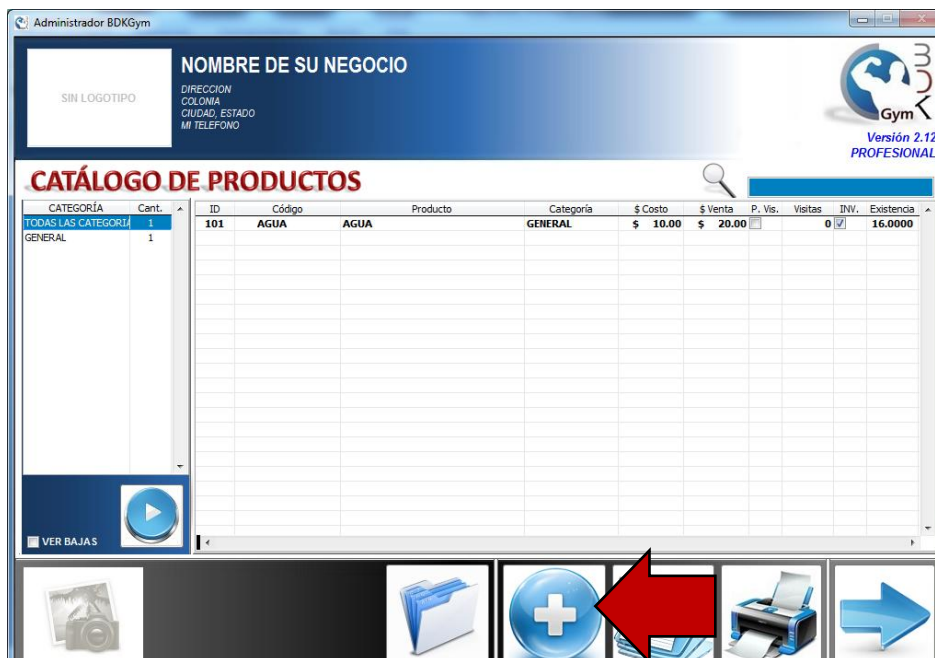 Administrador BDKGym
SIN LOGOTIPO
NOMBRE DE SU NEGOCIO
DIRECCION
COLONIA
CIUDAD, ESTADO
MI TELEFONO
BDK
Gym
Versión 2.12
PROFESIONAL
CATÁLOGO DE PRODUCTOS
CATEGORÍA Cant.
TODAS LAS CATEGORIA 1
GENERAL 1
ID Código Producto Categoría $ Costo $ Venta P. Vis. Visitas INV. Existencia
101 AGUA AGUA GENERAL $ 10.00 $ 20.00 0 16.0000
VER BAJAS